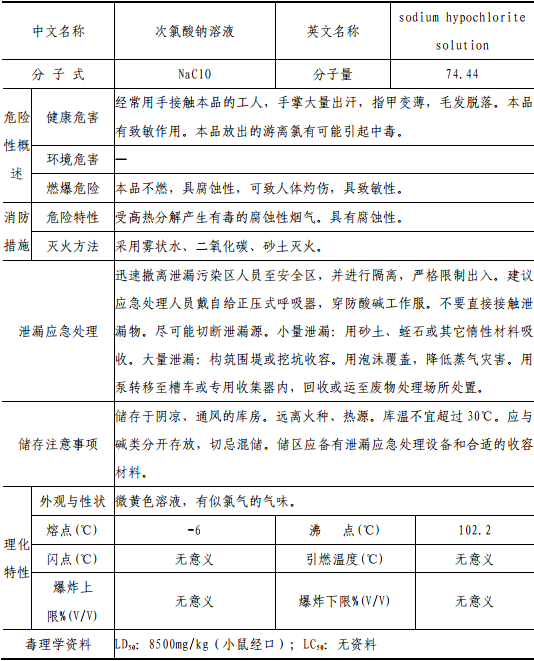 中文名称 次氯酸钠溶液 英文名称 sodium hypochlorite
solution
分 子 式 NaClO 分子量 74.44
危险性概述
健康危害
经常用手接触本品的工人，手掌大量出汗，指甲变薄，毛发脱落。本品
有致敏作用。本品放出的游离氯有可能引起中毒。
环境危害 —
燃爆危险 本品不燃，具腐蚀性，可致人体灼伤，具致敏性。
消防措施
危险特性 受高热分解产生有毒的腐蚀性烟气。具有腐蚀性。
灭火方法 采用雾状水、二氧化碳、砂土灭火。
泄漏应急处理
迅速撤离泄漏污染区人员至安全区，并进行隔离，严格限制出入。建议
应急处理人员戴自给正压式呼吸器，穿防酸碱工作服。不要直接接触泄
漏物。尽可能切断泄漏源。小量泄漏：用砂土、蛭石或其它惰性材料吸
收。大量泄漏：构筑围堤或挖坑收容。用泡沫覆盖，降低蒸气灾害。用
泵转移至槽车或专用收集器内，回收或运至废物处理场所处置。
储存注意事项
储存于阴凉、通风的库房。远离火种、热源。库温不宜超过 30℃。应与
碱类分开存放，切忌混储。储区应备有泄漏应急处理设备和合适的收容
材料。
理化特性
外观与性状 微黄色溶液，有似氯气的气味。
熔点(℃) -6 沸 点(℃) 102.2
闪点(℃) 无意义 引燃温度(℃) 无意义
爆炸上
限%(V/V) 无意义 爆炸下限%(V/V) 无意义
毒理学资料 LD₅₀: 8500mg/kg（小鼠经口）；LC₅₀: 无资料